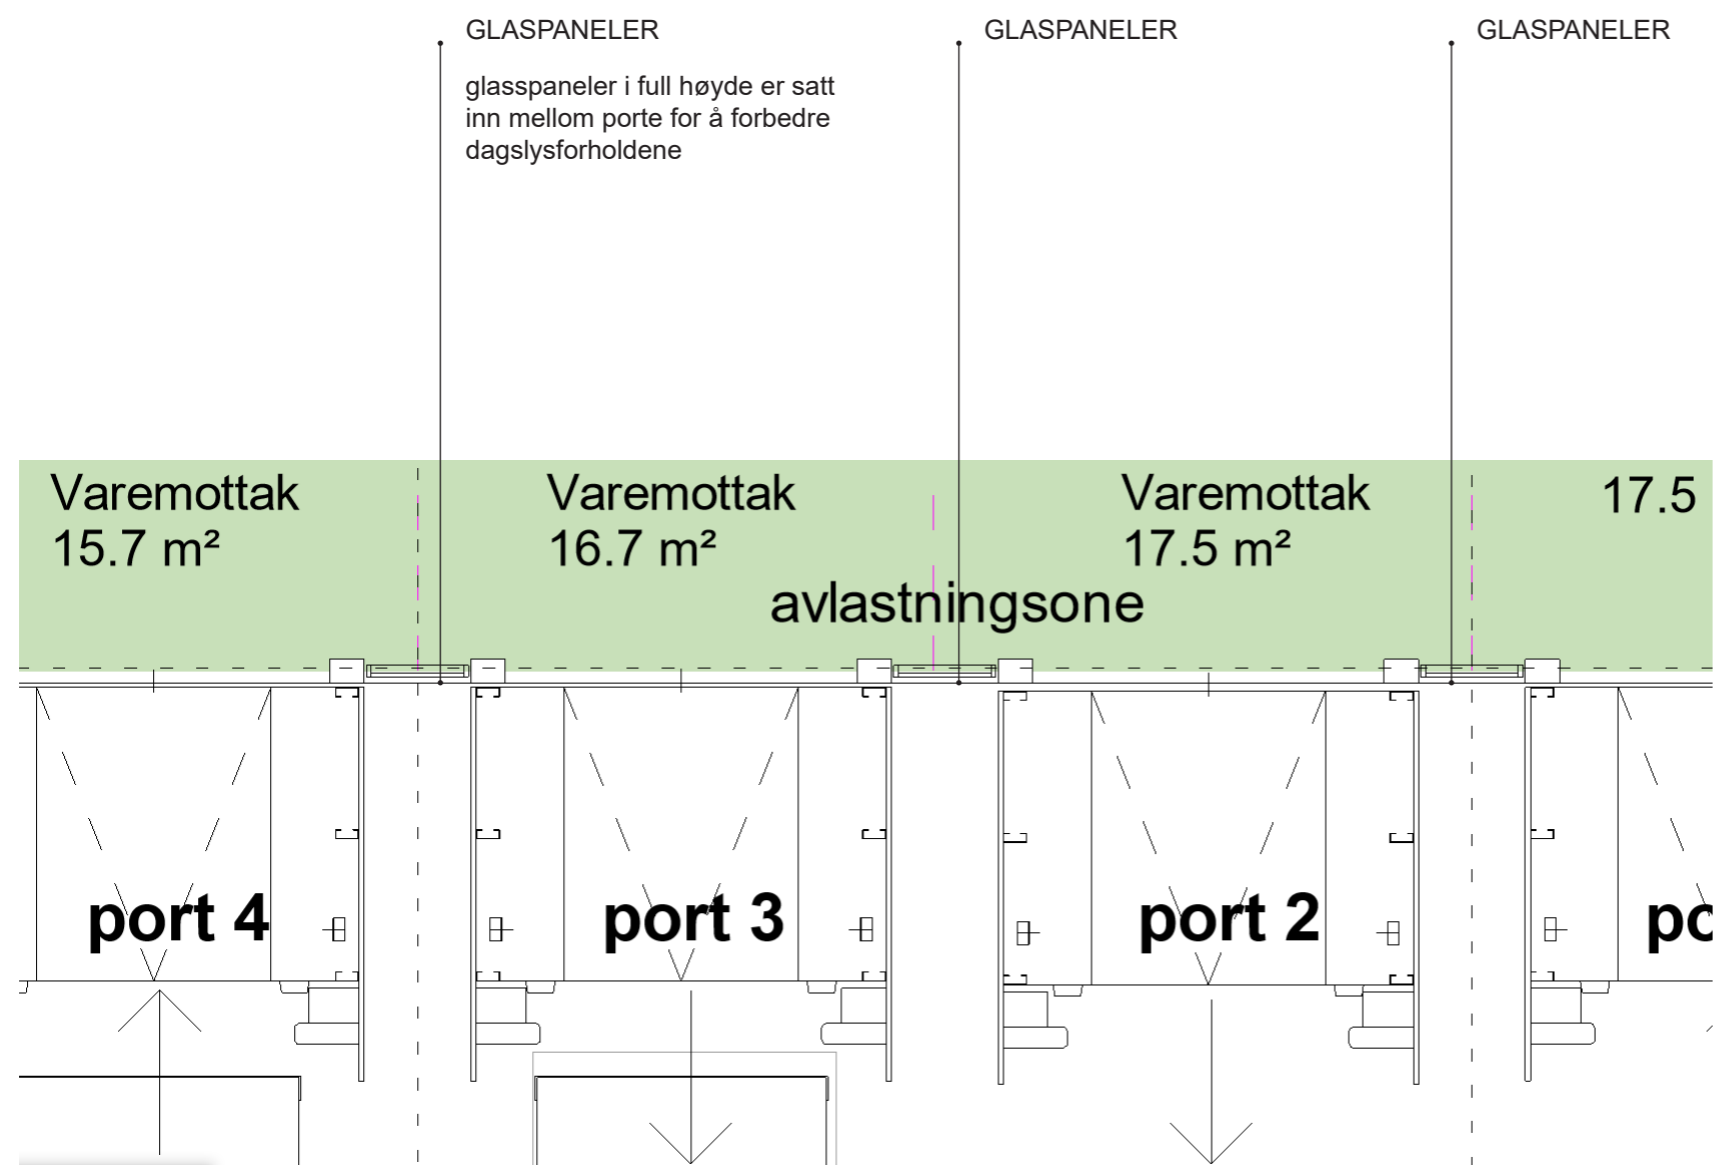 GLASPANELER
GLASPANELER
GLASPANELER
glasspaneler i full høyde er satt
inn mellom porte for å forbedre
dagslysforholdene
Varemottak
15.7 m²
Varemottak
16.7 m²
Varemottak
17.5 m²
17.5
avlastningsone
port 4
port 3
port 2